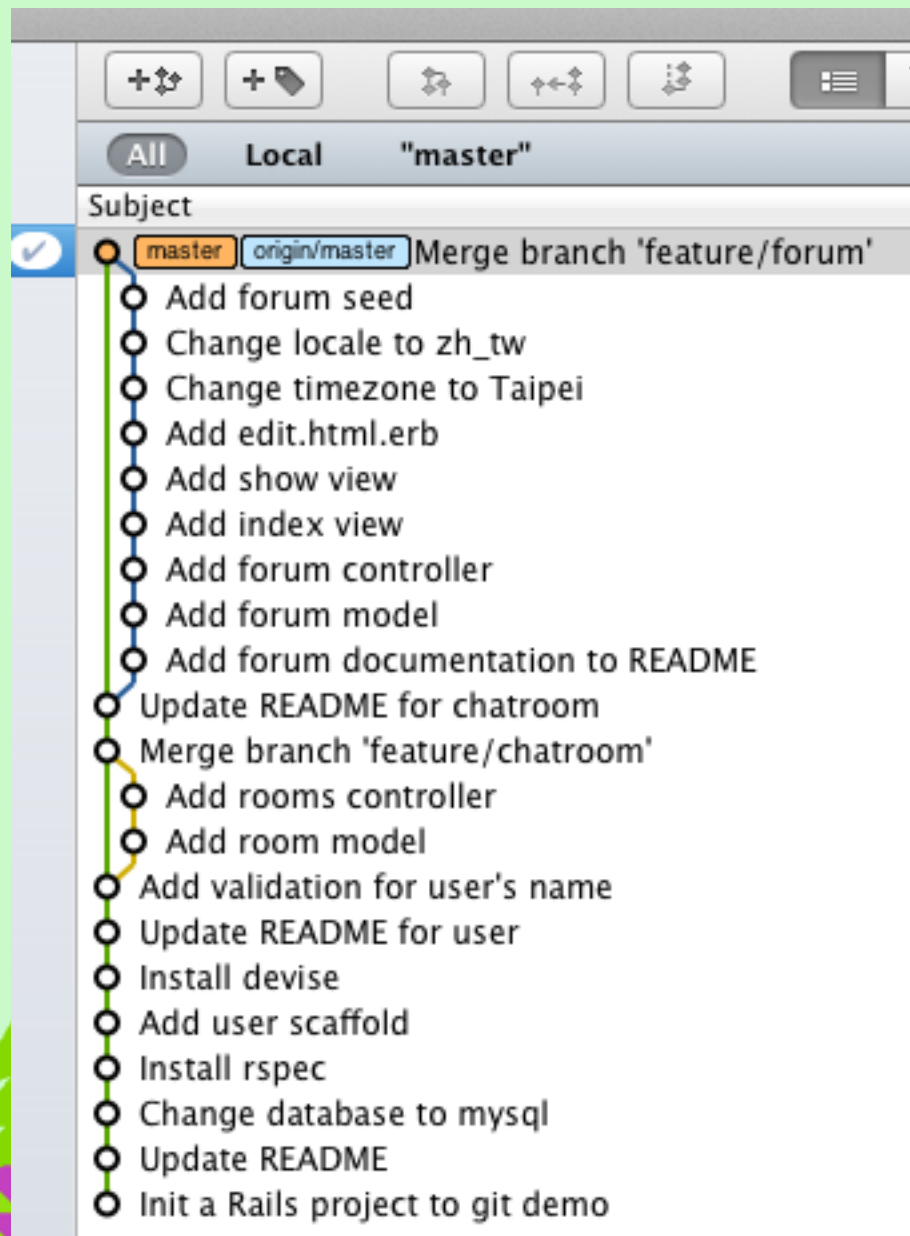 All Local "master"
Subject
master origin/master Merge branch 'feature/forum'
Add forum seed
Change locale to zh_tw
Change timezone to Taipei
Add edit.html.erb
Add show view
Add index view
Add forum controller
Add forum model
Add forum documentation to README
Update README for chatroom
Merge branch 'feature/chatroom'
Add rooms controller
Add room model
Add validation for user's name
Update README for user
Install devise
Add user scaffold
Install rspec
Change database to mysql
Update README
Init a Rails project to git demo